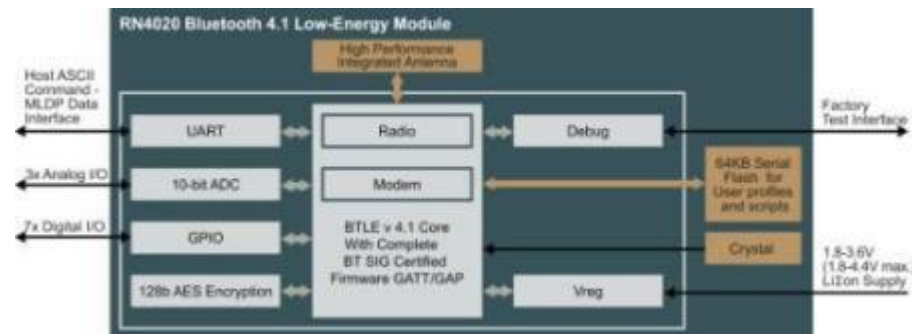 RN4020 Bluetooth 4.1 Low-Energy Module
High Performance
Integrated Antenna
Host ASCII
Command -
MLDP Data
Interface
UART
Radio
Debug
Factory
Test Interface
3x Analog I/O
10-bit ADC
Modem
64KB Serial
Flash for
User profiles
and scripts
7x Digital I/O
GPIO
BTLE v 4.1 Core
With Complete
BT SIG Certified
Firmware GATT/GAP
Crystal
128b AES Encryption
Vreg
1.8-3.6V
(1.8-4.4V max.)
LiΣon Supply